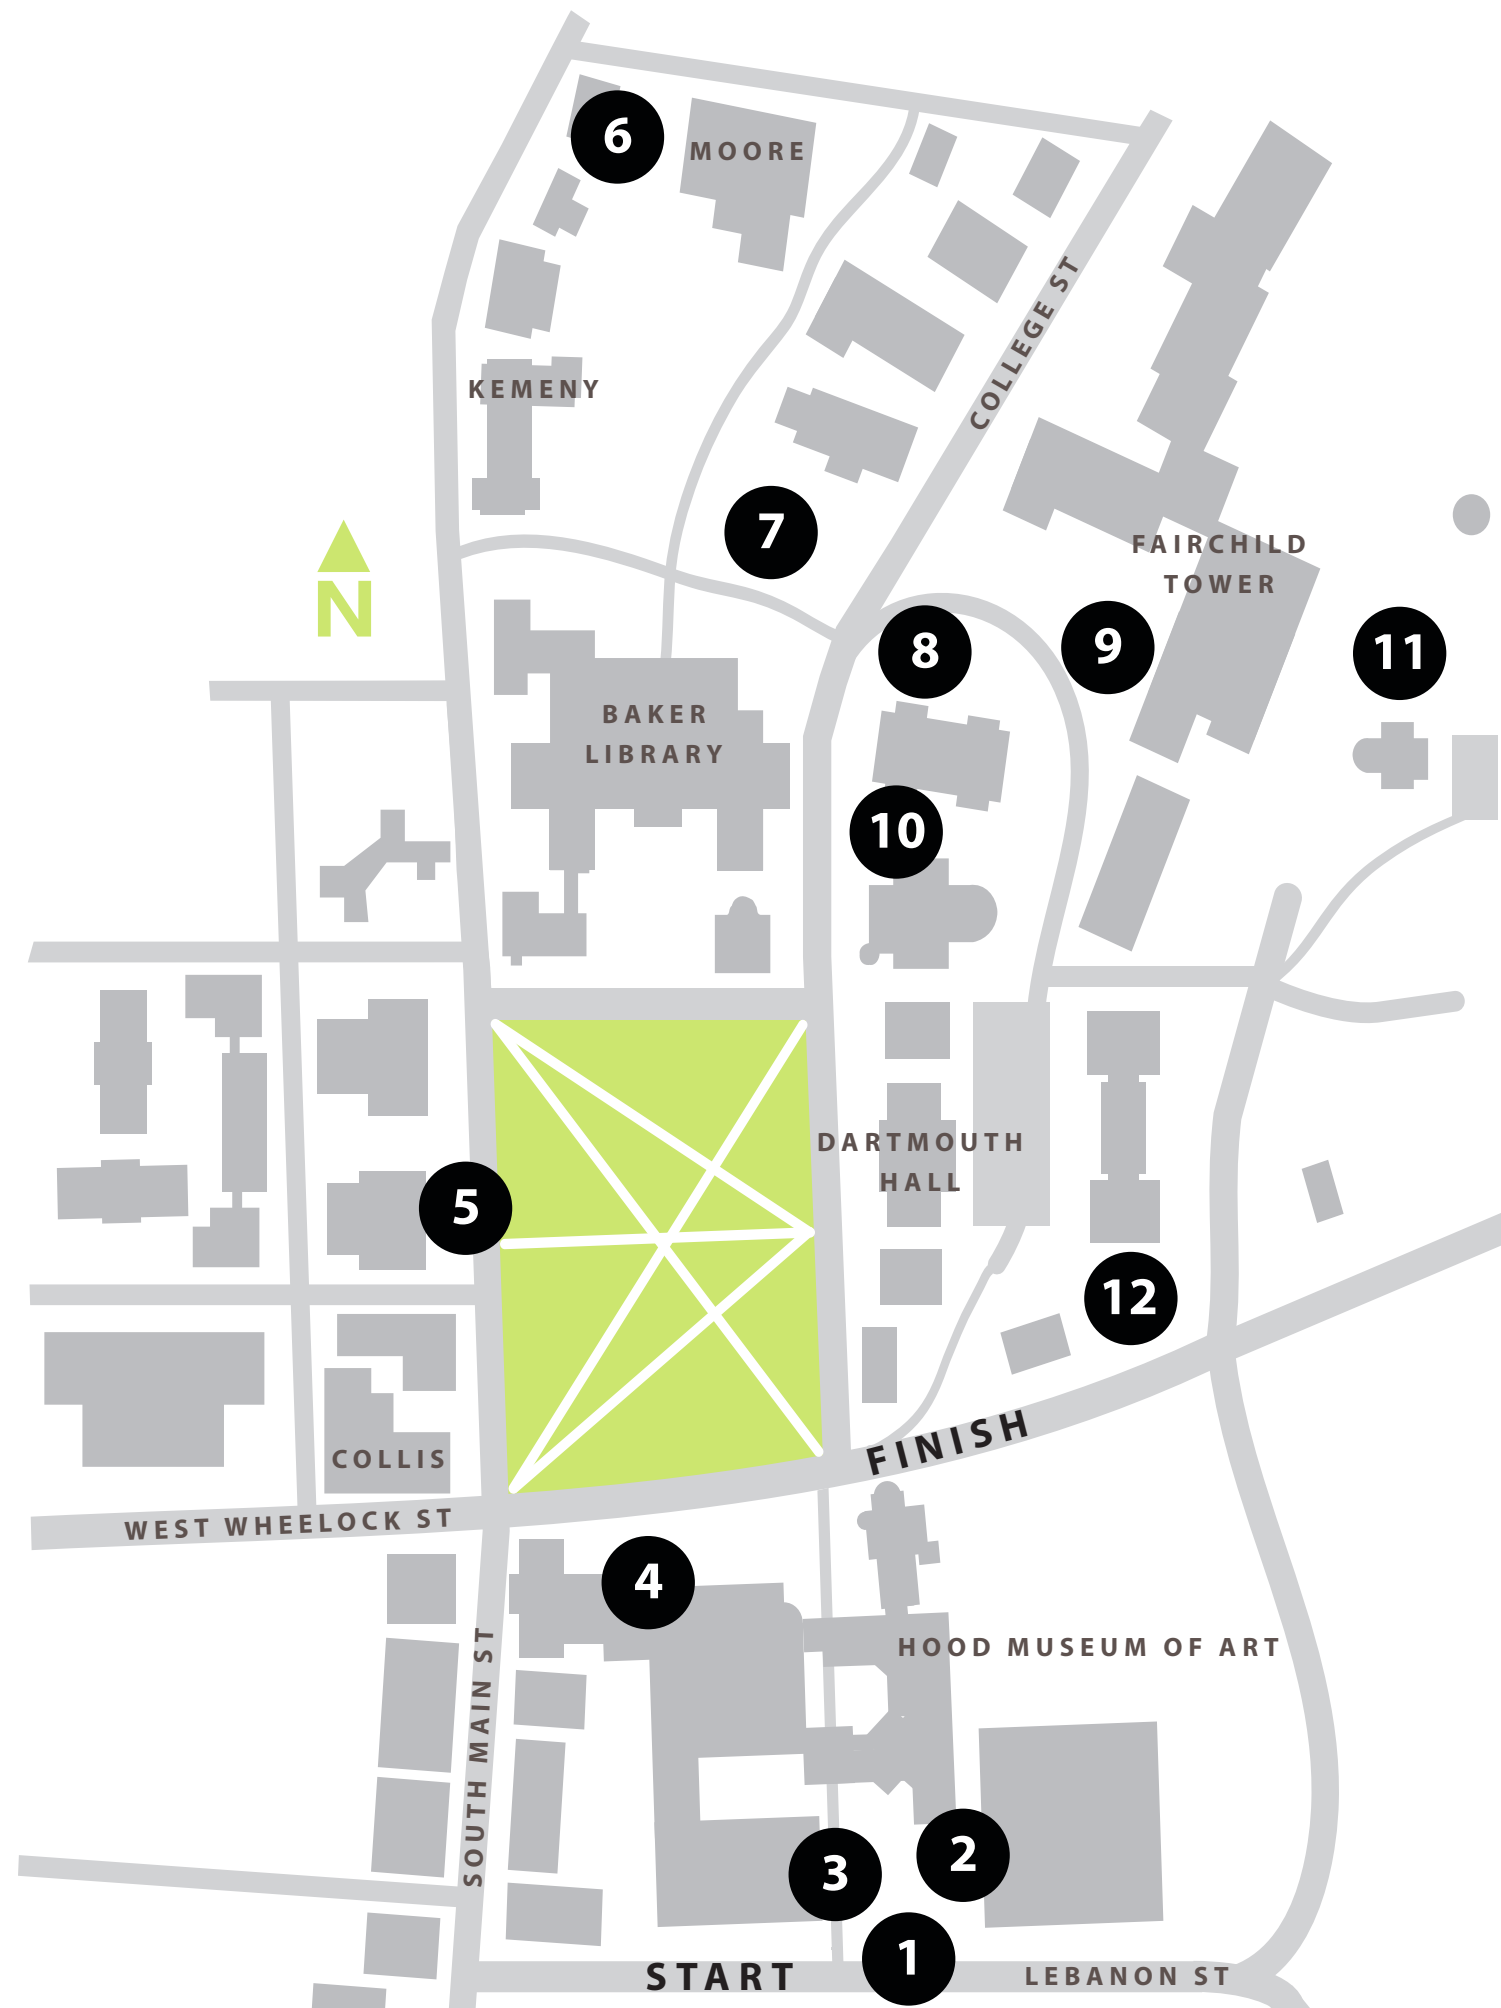 6
MOORE
COLLEGE ST
KEMENY
7
FAIRCHILD
TOWER
N
8
9
11
BAKER
LIBRARY
10
5
DARTMOUTH
HALL
12
FINISH
COLLIS
WEST WHEELOCK ST
4
HOOD MUSEUM OF ART
SOUTH MAIN ST
3
2
1
START
LEBANON ST